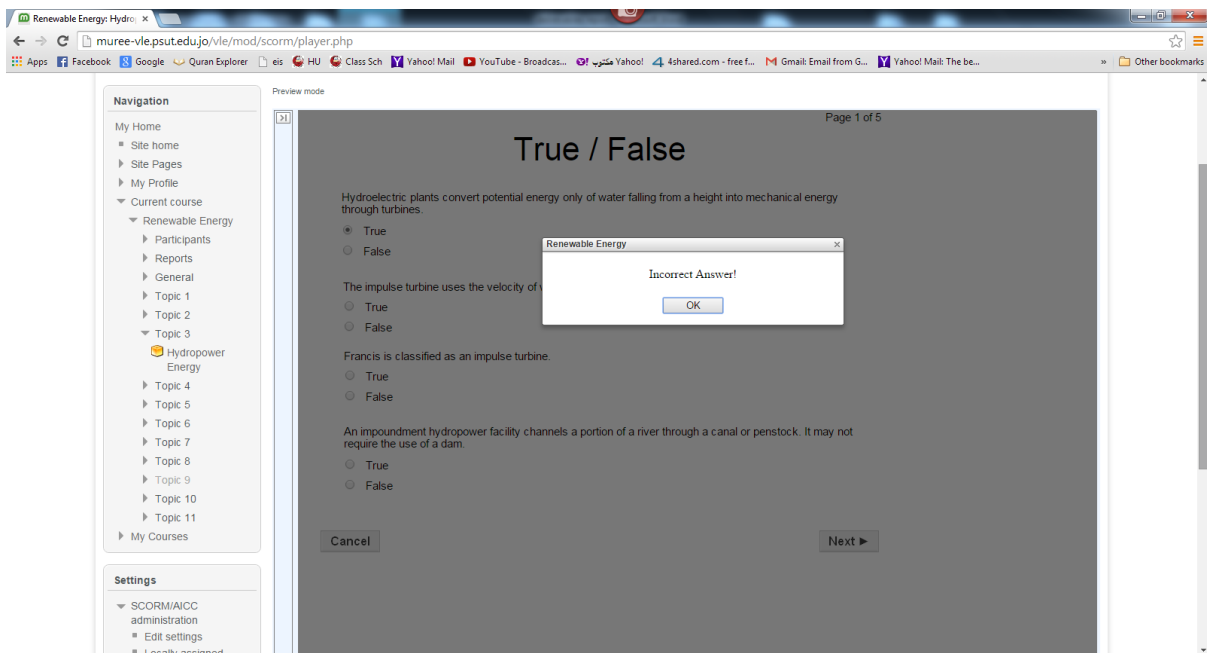 Renewable Energy: Hydrop
muree-vle.psut.edu.jo/vle/mod/scorm/player.php
Apps Facebook Google Quran Explorer eis HU Class Sch Yahoo! Mail YouTube - Broadcas... مكتوب Yahoo! 4shared.com - free f... Gmail: Email from G... Yahoo! Mail: The be... » Other bookmarks
Preview mode
Navigation
My Home
Site home
Site Pages
My Profile
Current course
Renewable Energy
Participants
Reports
General
Topic 1
Topic 2
Topic 3
Hydropower
Energy
Topic 4
Topic 5
Topic 6
Topic 7
Topic 8
Topic 9
Topic 10
Topic 11
My Courses
Settings
SCORM/AICC
administration
Edit settings
Locally assigned
Page 1 of 5
True / False
Hydroelectric plants convert potential energy only of water falling from a height into mechanical energy
through turbines.
True
False
Renewable Energy
Incorrect Answer!
OK
The impulse turbine uses the velocity of
True
False
Francis is classified as an impulse turbine.
True
False
An impoundment hydropower facility channels a portion of a river through a canal or penstock. It may not
require the use of a dam.
True
False
Cancel
Next ►